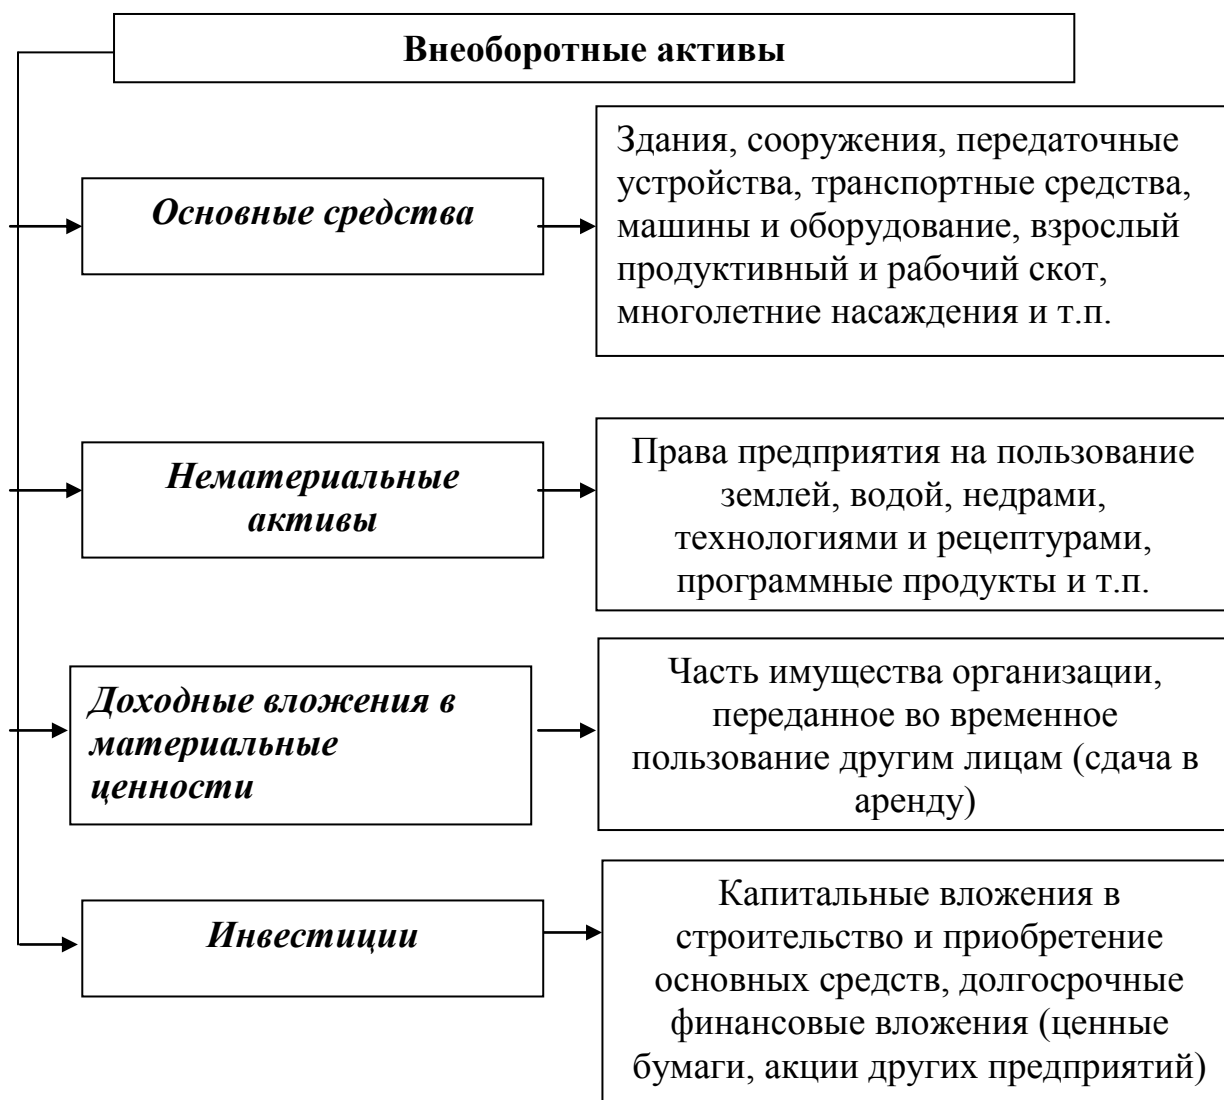 Внеоборотные активы
Основные средства
Здания, сооружения, передаточные
устройства, транспортные средства,
машины и оборудование, взрослый
продуктивный и рабочий скот,
многолетние насаждения и т.п.
Нематериальные
активы
Права предприятия на пользование
землей, водой, недрами,
технологиями и рецептурами,
программные продукты и т.п.
Доходные вложения в
материальные
ценности
Часть имущества организации,
переданное во временное
пользование другим лицам (сдача в
аренду)
Инвестиции
Капитальные вложения в
строительство и приобретение
основных средств, долгосрочные
финансовые вложения (ценные
бумаги, акции других предприятий)